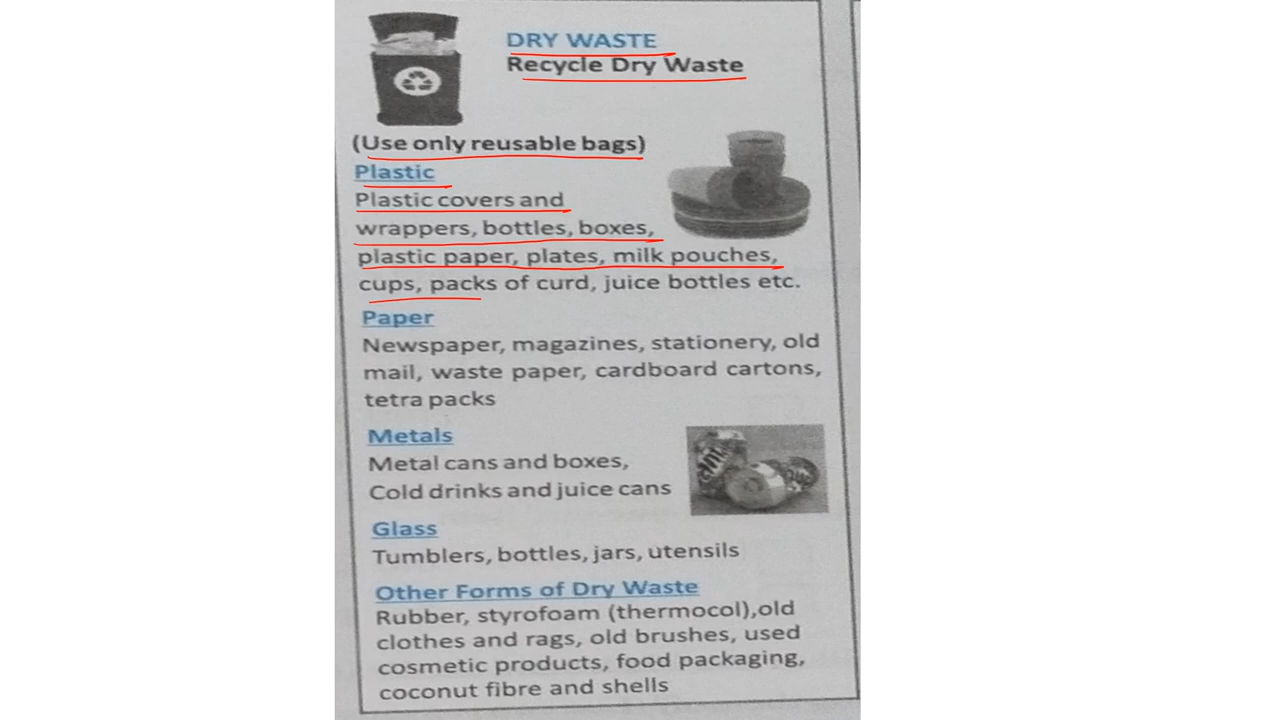 DRY WASTE
Recycle Dry Waste
(Use only reusable bags)
Plastic
Plastic covers and
wrappers, bottles, boxes,
plastic paper, plates, milk pouches,
cups, packs of curd, juice bottles etc.
Paper
Newspaper, magazines, stationery, old
mail, waste paper, cardboard cartons,
tetra packs
Metals
Metal cans and boxes,
Cold drinks and juice cans
Glass
Tumblers, bottles, jars, utensils
Other Forms of Dry Waste
Rubber, styrofoam (thermocol),old
clothes and rags, old brushes, used
cosmetic products, food packaging,
coconut fibre and shells